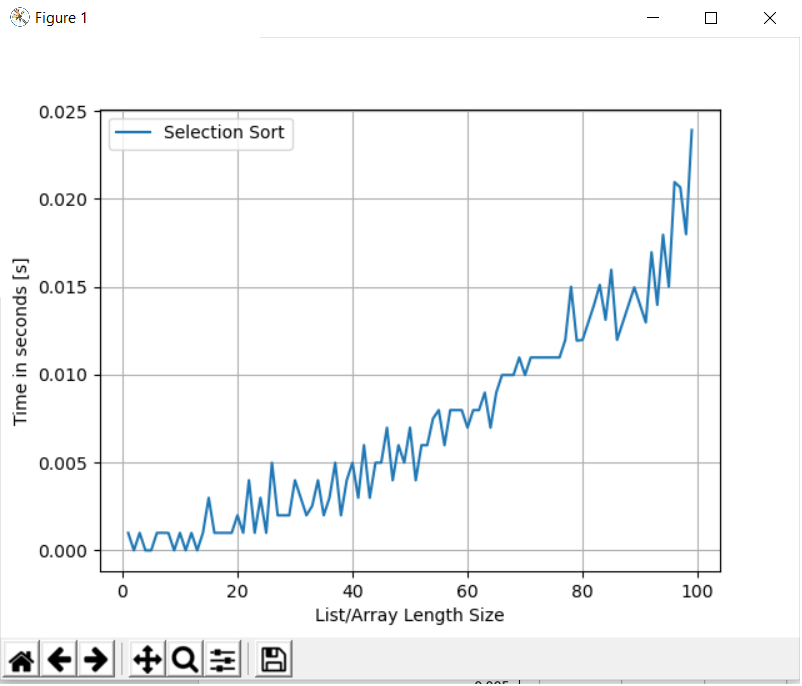 Figure 1
0.025
Selection Sort
0.020
0.015
0.010
0.005
0.000
Time in seconds [s]
0 20 40 60 80 100
List/Array Length Size